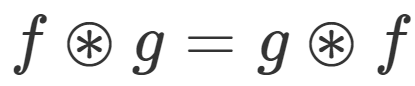 f ⊛ g = g ⊛ f